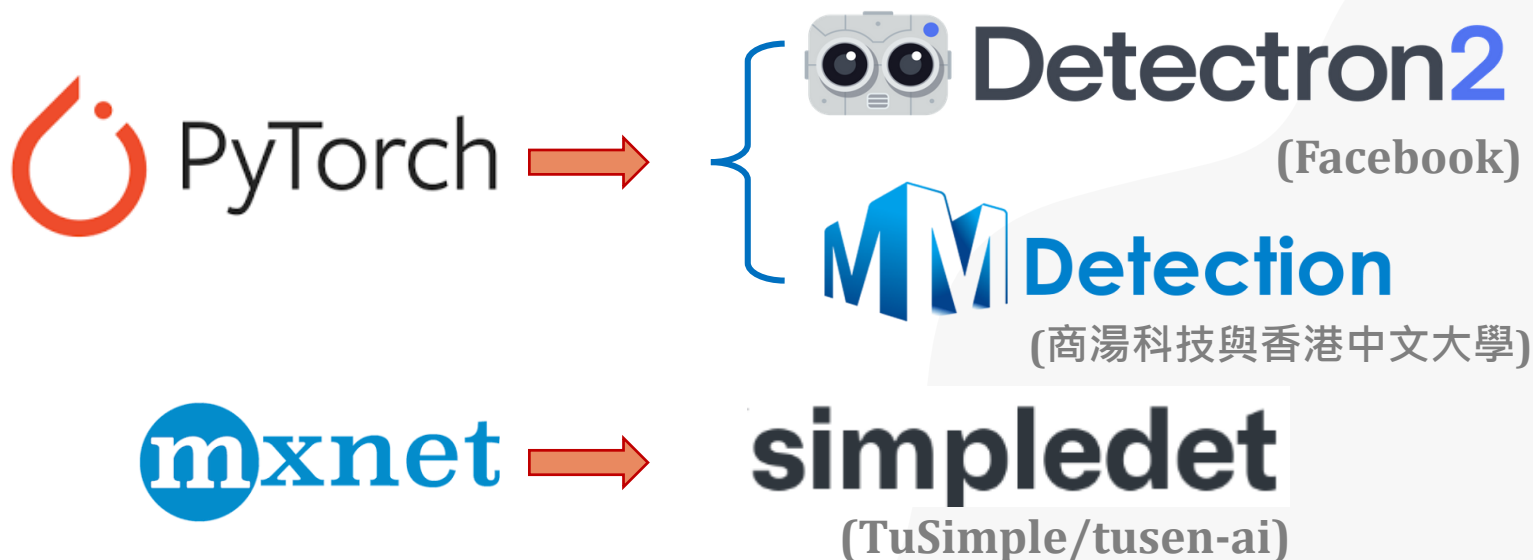 PyTorch
Detectron2
(Facebook)
MMDetection
(商湯科技與香港中文大學)
mxnet
simpledet
(TuSimple/tusen-ai)